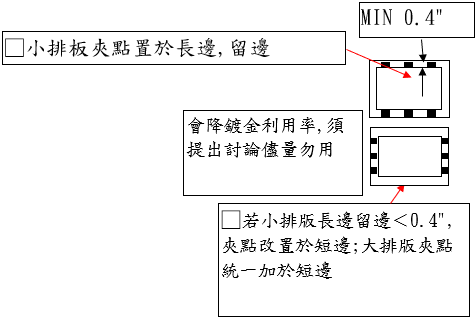 MIN 0.4"
□小排板夾點置於長邊,留邊
會降鍍金利用率,須
提出討論儘量勿用
□若小排版長邊留邊＜0.4",
夾點改置於短邊;大排版夾點
統一加於短邊